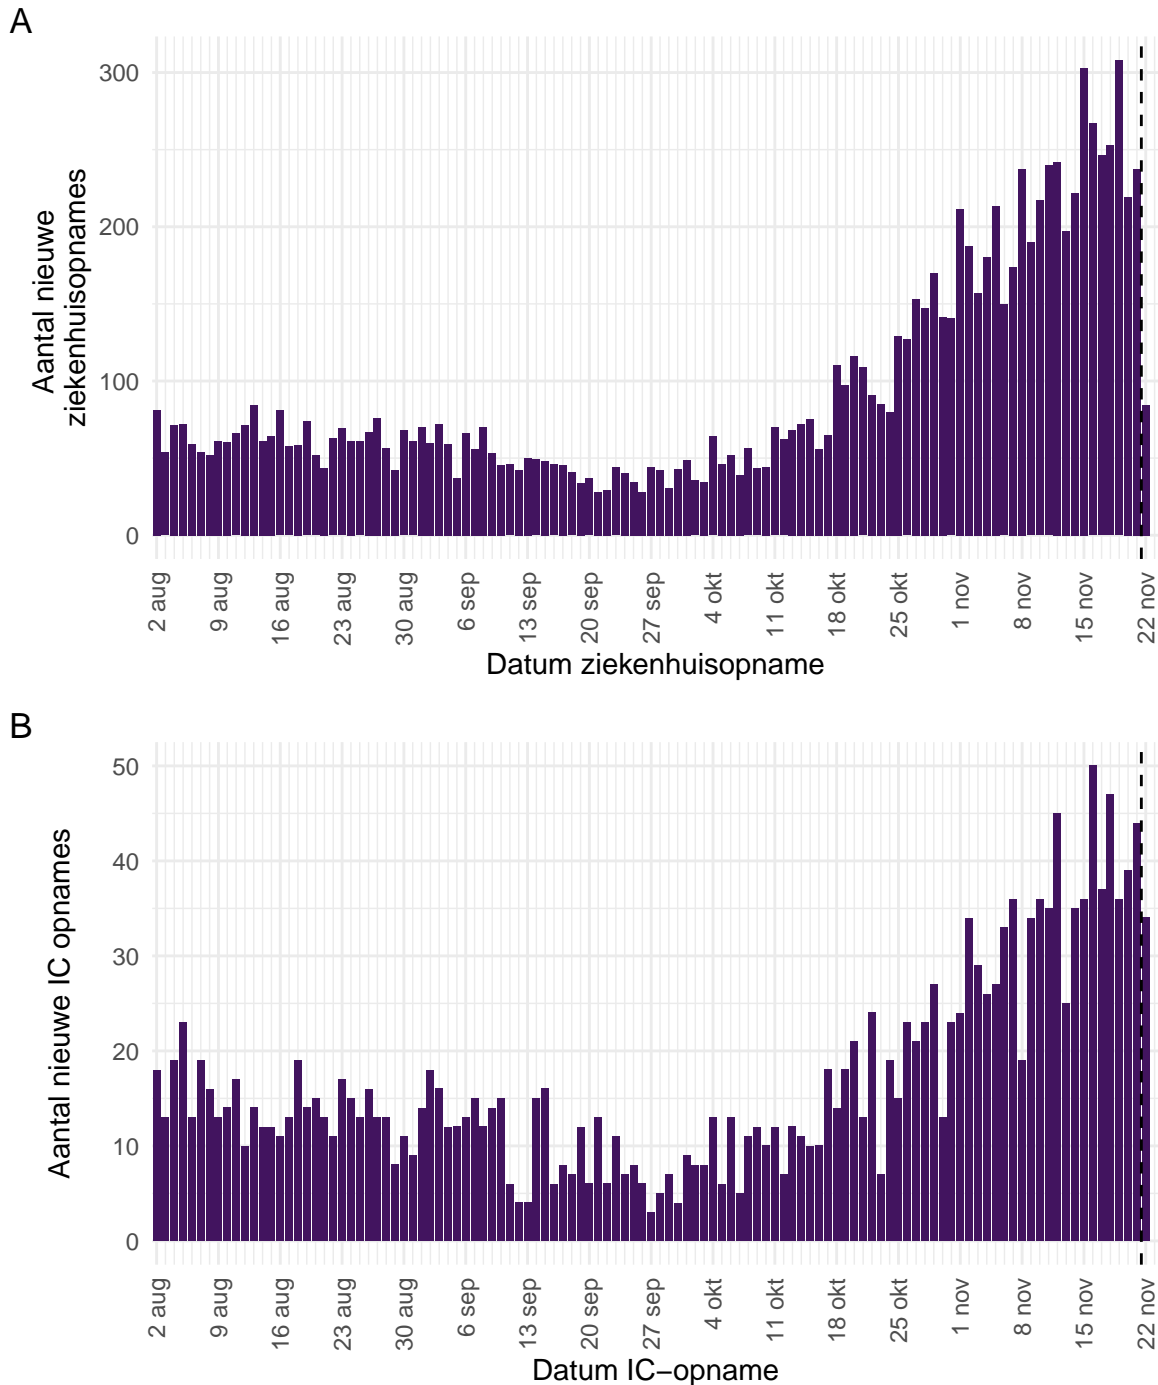 A
300
200
100
0
Aantal nieuwe
ziekenhuisopnames
2 aug
9 aug
16 aug
23 aug
30 aug
6 sep
13 sep
20 sep
27 sep
4 okt
11 okt
18 okt
25 okt
1 nov
8 nov
15 nov
22 nov
Datum ziekenhuisopname
B
50
40
30
20
10
0
Aantal nieuwe IC opnames
2 aug
9 aug
16 aug
23 aug
30 aug
6 sep
13 sep
20 sep
27 sep
4 okt
11 okt
18 okt
25 okt
1 nov
8 nov
15 nov
22 nov
Datum IC−opname